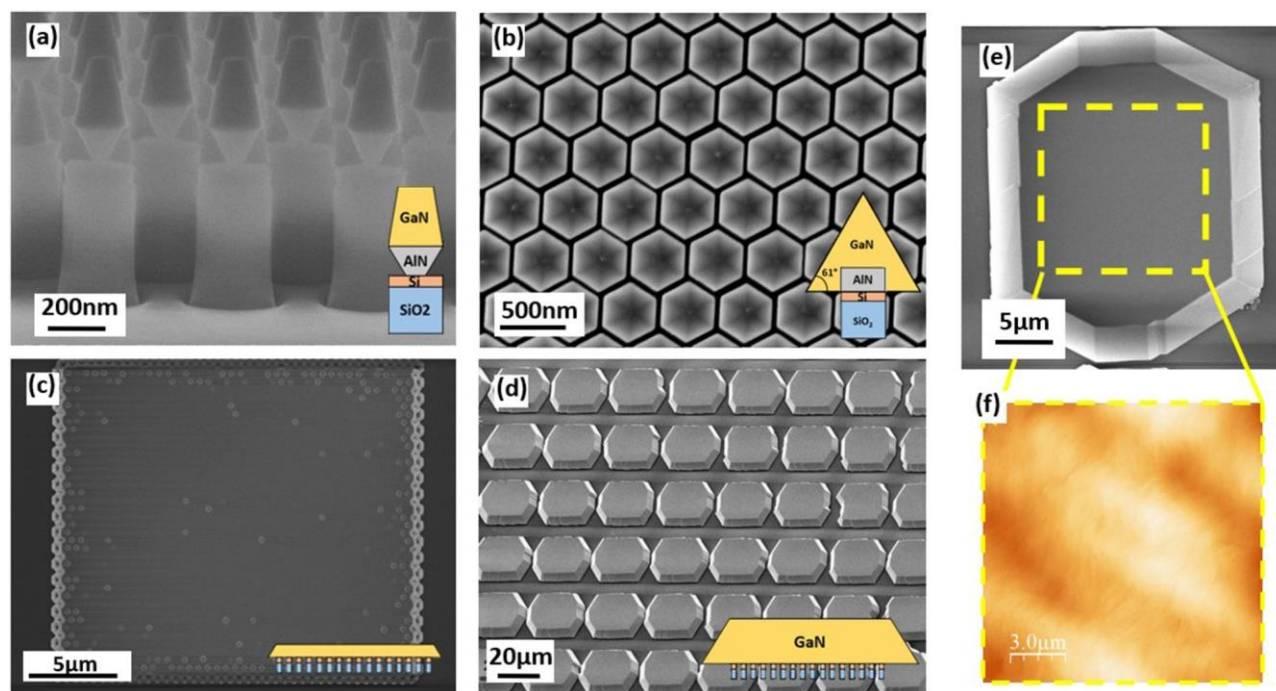 (a)
GaN
AlN
Si
SiO2
200nm
(b)
GaN
61°
AlN
Si
SiO₂
500nm
(c)
5µm
(d)
GaN
20µm
(e)
5µm
(f)
3.0µm